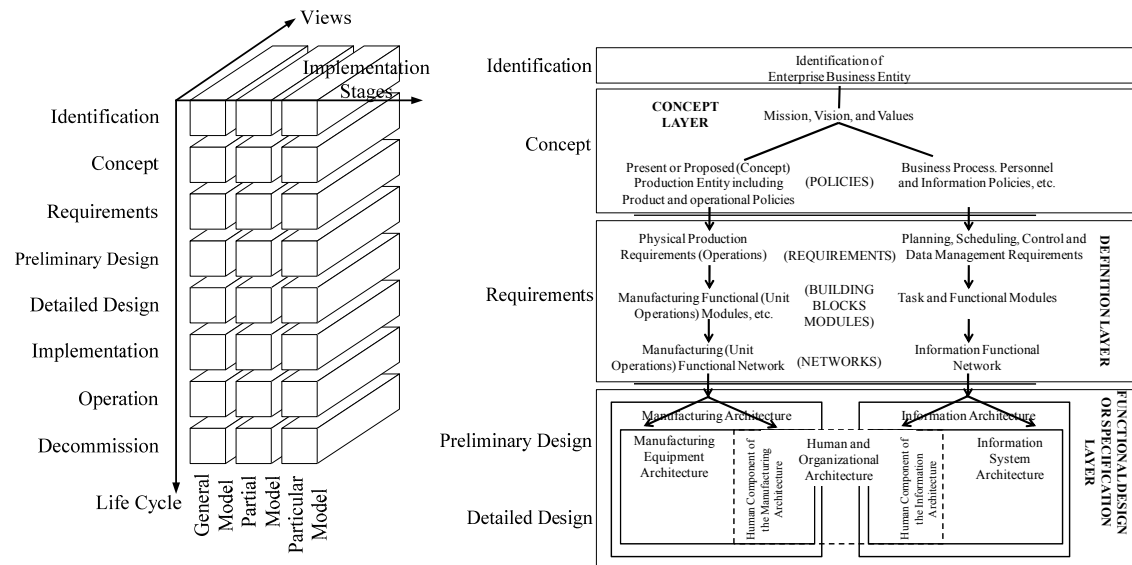 Views
Implementation
Stages
Identification
Concept
Requirements
Preliminary Design
Detailed Design
Implementation
Operation
Decommission
Life Cycle
General
Model
Partial
Model
Particular
Model
Identification
Identification of
Enterprise Business Entity
Concept
CONCEPT
LAYER
Mission, Vision, and Values
Present or Proposed (Concept)
Production Entity including
Product and operational Policies
(POLICIES)
Business Process. Personnel
and Information Policies, etc.
Requirements
Physical Production
Requirements (Operations)
(REQUIREMENTS)
Planning, Scheduling, Control and
Data Management Requirements
Manufacturing Functional (Unit
Operations) Modules, etc.
(BUILDING
BLOCKS
MODULES)
Task and Functional Modules
Manufacturing (Unit
Operations) Functional Network
(NETWORKS)
Information Functional
Network
DEFINITION LAYER
Preliminary Design
Detailed Design
Manufacturing Architecture
Information Architecture
Manufacturing
Equipment
Architecture
Human Component of
the Manufacturing
Architecture
Human and
Organizational
Architecture
Human Component of
the Information
Architecture
Information
System
Architecture
FUNCTIONAL DESIGN
OR SPECIFICATION
LAYER